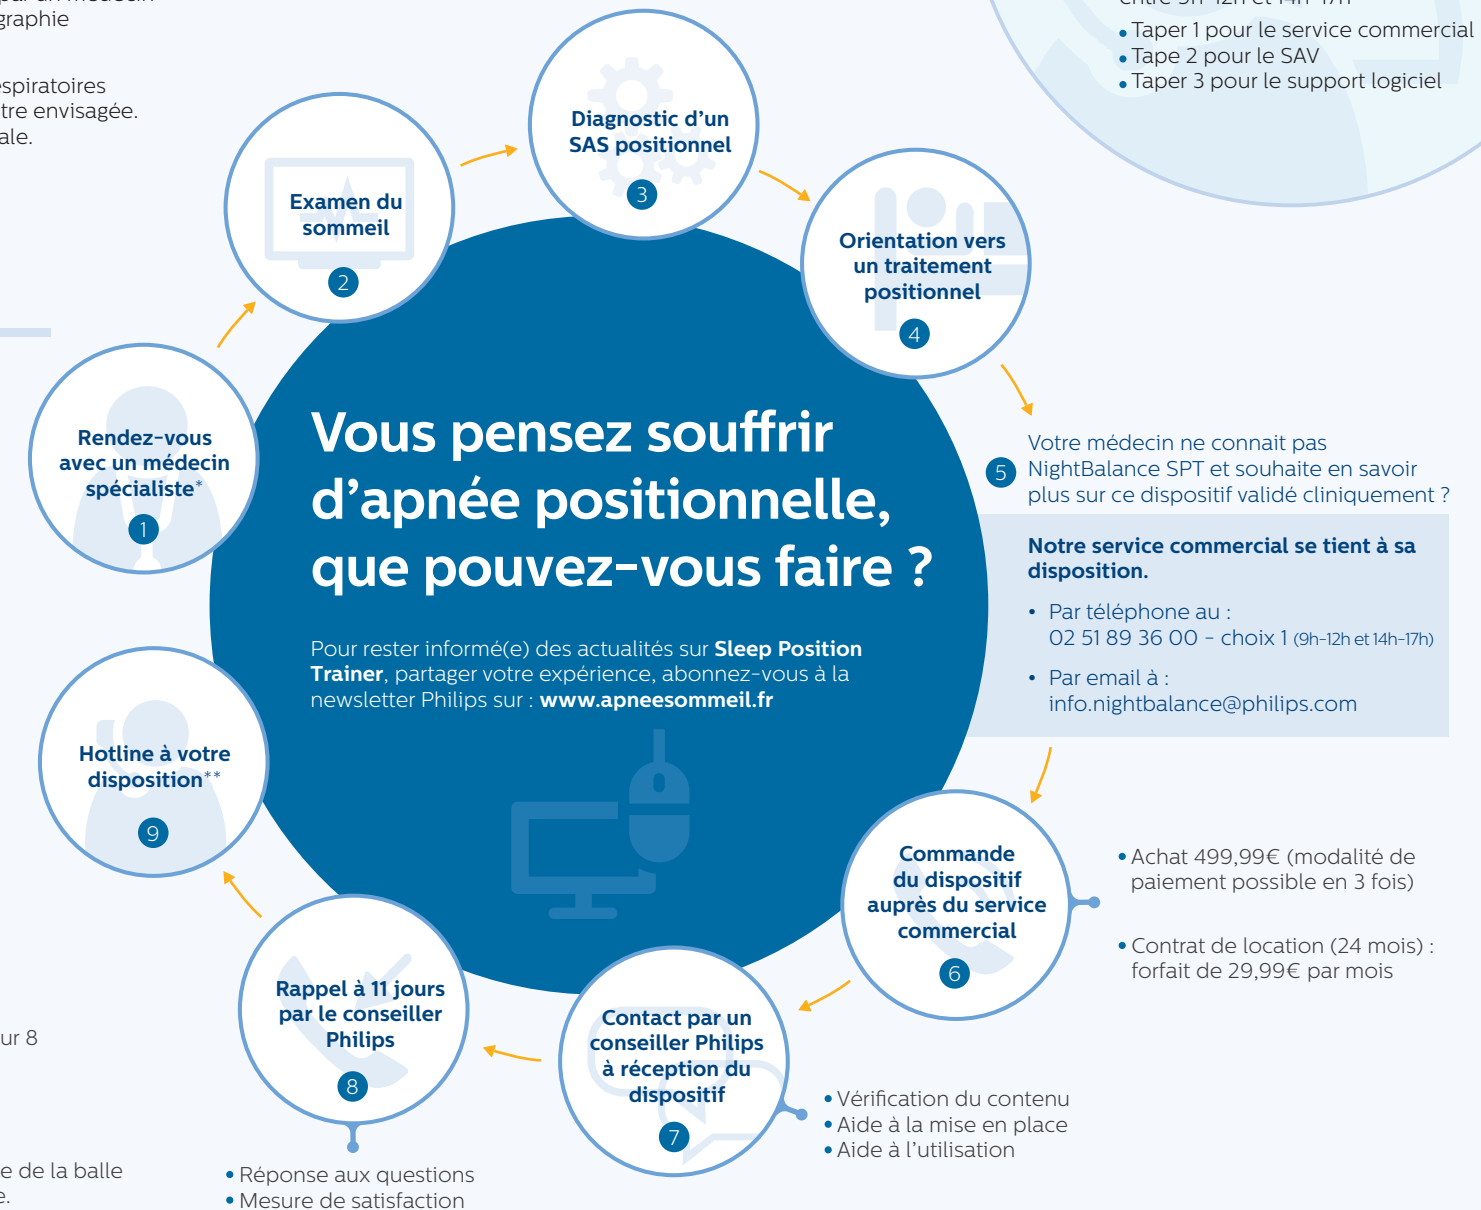 par un médecin
graphie
espiratoires
tre envisagée.
ale.
entre 9h-12h et 14h-17h
• Taper 1 pour le service commercial
• Tape 2 pour le SAV
• Taper 3 pour le support logiciel
Rendez-vous
avec un médecin
spécialiste*
1
Examen du
sommeil
2
Diagnostic d’un
SAS positionnel
3
Orientation vers
un traitement
positionnel
4
Vous pensez souffrir
d’apnée positionnelle,
que pouvez-vous faire ?
Pour rester informé(e) des actualités sur Sleep Position
Trainer, partager votre expérience, abonnez-vous à la
newsletter Philips sur : www.apneesommeil.fr
5
Votre médecin ne connait pas
NightBalance SPT et souhaite en savoir
plus sur ce dispositif validé cliniquement ?
Notre service commercial se tient à sa
disposition.
• Par téléphone au :
02 51 89 36 00 - choix 1 (9h-12h et 14h-17h)
• Par email à :
info.nightbalance@philips.com
Commande
du dispositif
auprès du service
commercial
6
• Achat 499,99€ (modalité de
paiement possible en 3 fois)
• Contrat de location (24 mois) :
forfait de 29,99€ par mois
Contact par un
conseiller Philips
à réception du
dispositif
7
• Vérification du contenu
• Aide à la mise en place
• Aide à l’utilisation
Rappel à 11 jours
par le conseiller
Philips
8
• Réponse aux questions
• Mesure de satisfaction
Hotline à votre
disposition**
9
ur 8
e de la balle
e.